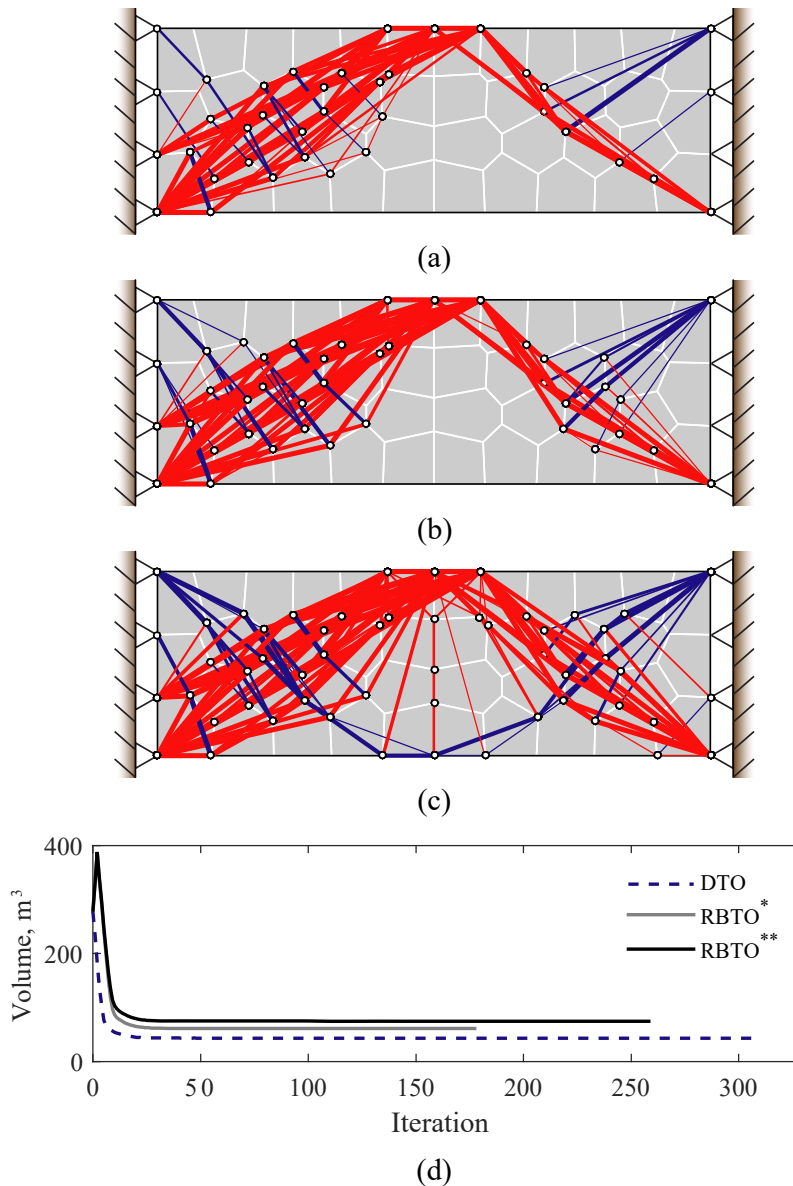 (a)
(b)
(c)
400
200
0
Volume, m³
DTO
RBTO*
RBTO**
0 50 100 150 200 250 300
Iteration
(d)